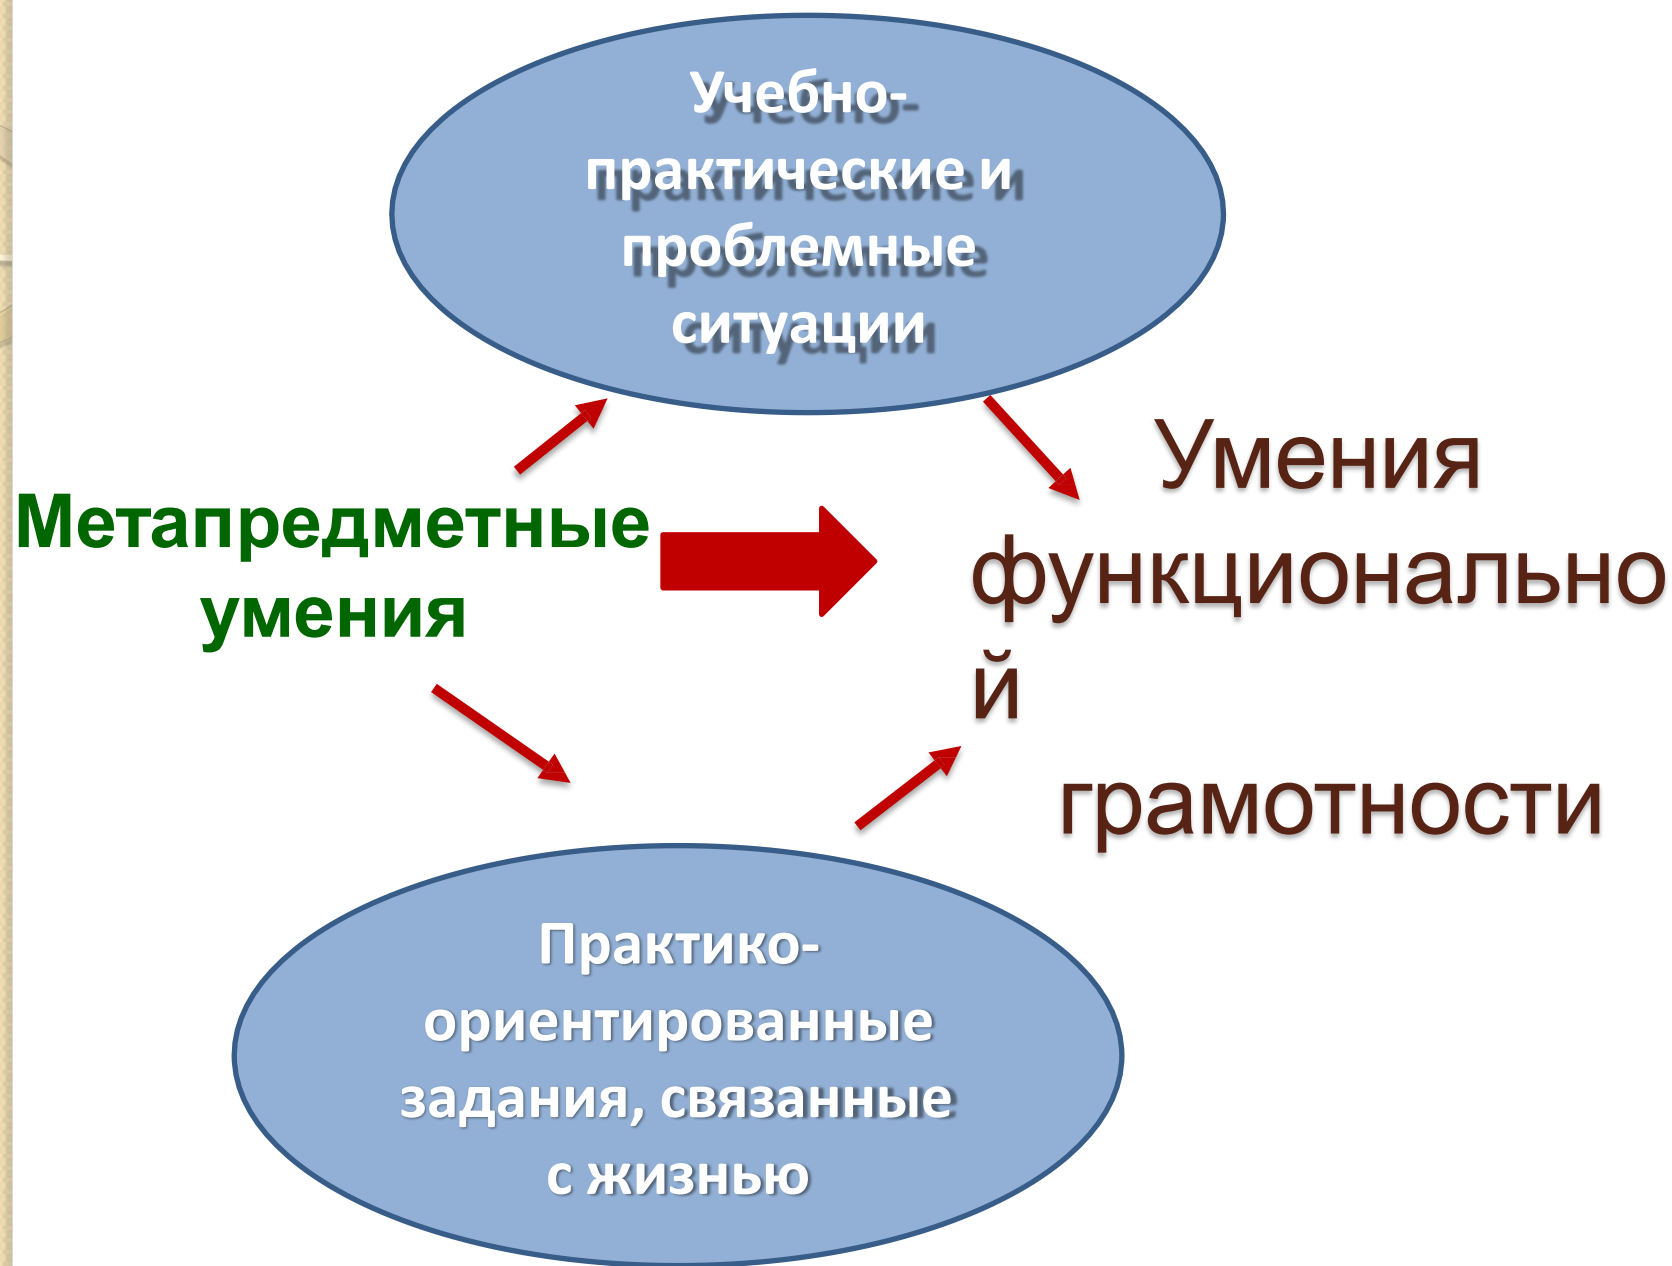 Учебно-
практические и
проблемные
ситуации
Метапредметные
умения
Умения
функционально
й
грамотности
Практико-
ориентированные
задания, связанные
с жизнью